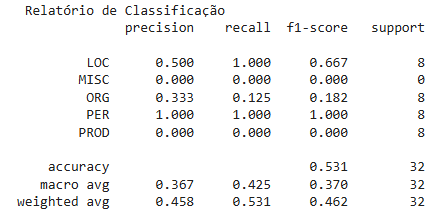 Relatório de Classificação
precision recall f1-score support
LOC 0.500 1.000 0.667 8
MISC 0.000 0.000 0.000 0
ORG 0.333 0.125 0.182 8
PER 1.000 1.000 1.000 8
PROD 0.000 0.000 0.000 8
accuracy 0.531 32
macro avg 0.367 0.425 0.370 32
weighted avg 0.458 0.531 0.462 32